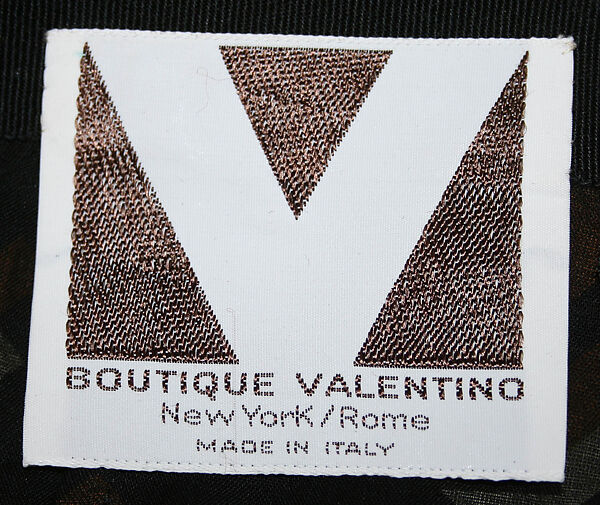 BOUTIQUE VALENTINO
New York/Rome
MADE IN ITALY